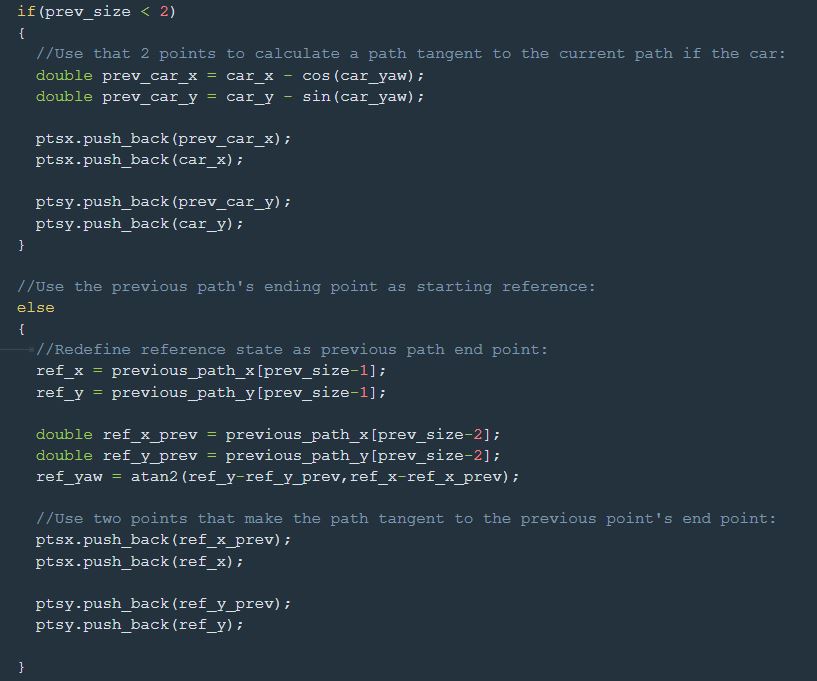 if(prev_size < 2)
{
//Use that 2 points to calculate a path tangent to the current path if the car:
double prev_car_x = car_x - cos(car_yaw);
double prev_car_y = car_y - sin(car_yaw);
ptsx.push_back(prev_car_x);
ptsx.push_back(car_x);
ptsy.push_back(prev_car_y);
ptsy.push_back(car_y);
}
//Use the previous path's ending point as starting reference:
else
{
//Redefine reference state as previous path end point:
ref_x = previous_path_x[prev_size-1];
ref_y = previous_path_y[prev_size-1];
double ref_x_prev = previous_path_x[prev_size-2];
double ref_y_prev = previous_path_y[prev_size-2];
ref_yaw = atan2(ref_y-ref_y_prev,ref_x-ref_x_prev);
//Use two points that make the path tangent to the previous point's end point:
ptsx.push_back(ref_x_prev);
ptsx.push_back(ref_x);
ptsy.push_back(ref_y_prev);
ptsy.push_back(ref_y);
}